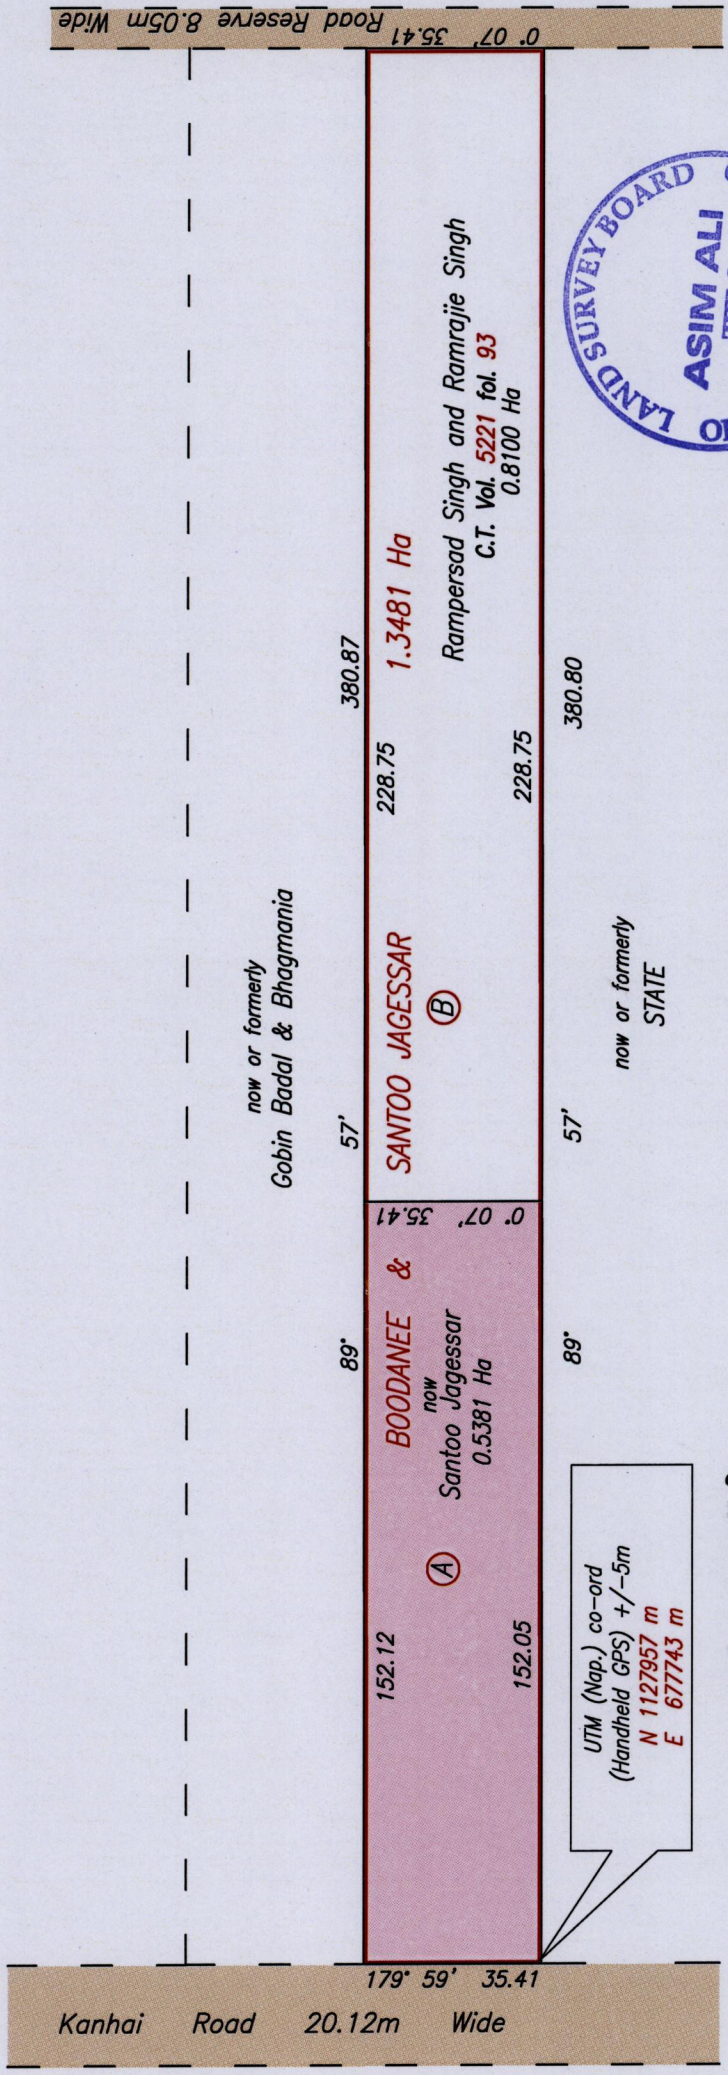 Road Reserve 8.05m Wide
0° 07' 35.41
LAND SURVEY BOARD
ASIM ALI
Rampersad Singh and Ramrajie Singh
C.T. Vol. 5221 fol. 93
0.8100 Ha
1.3481 Ha
380.87
228.75
228.75
380.80
now or formerly
Gobin Badal & Bhagmania
SANTOO JAGESSAR
B
now or formerly
STATE
57'
57'
0° 07' 35.41
BOODANEE &
now
Santoo Jagessar
0.5381 Ha
89°
89°
A
152.12
152.05
UTM (Nap.) co-ord
(Handheld GPS) +/-5m
N 1127957 m
E 677743 m
179° 59' 35.41
Kanhai Road 20.12m Wide